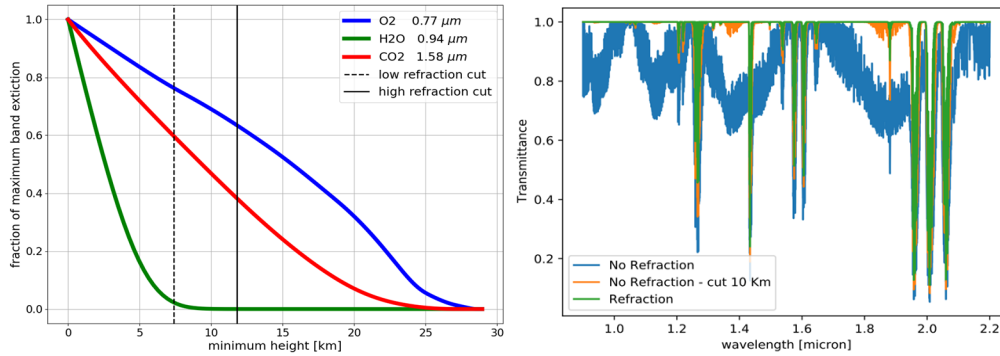 1.0
0.8
0.6
0.4
0.2
0.0
fraction of maximum band extiction
0 5 10 15 20 25 30
minimum height [km]
O2 0.77 μm
H2O 0.94 μm
CO2 1.58 μm
low refraction cut
high refraction cut
1.0
0.8
0.6
0.4
0.2
Transmittance
No Refraction
No Refraction - cut 10 Km
Refraction
1.0 1.2 1.4 1.6 1.8 2.0 2.2
wavelength [micron]